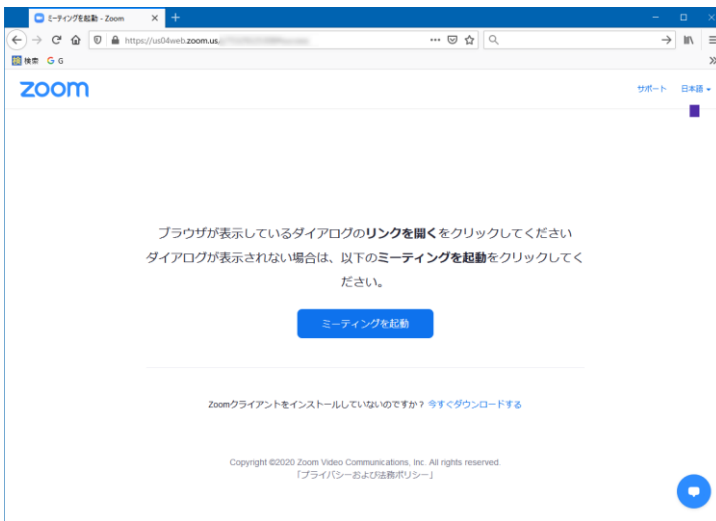 ミーティングを起動 - Zoom
https://us04web.zoom.us
検索 G G
zoom
サポート 日本語
ブラウザが表示しているダイアログのリンクを開くをクリックしてください
ダイアログが表示されない場合は、以下のミーティングを起動をクリックしてく
ださい。
ミーティングを起動
Zoomクライアントをインストールしていないのですか？ 今すぐダウンロードする
Copyright ©2020 Zoom Video Communications, Inc. All rights reserved.
「プライバシーおよび法務ポリシー」